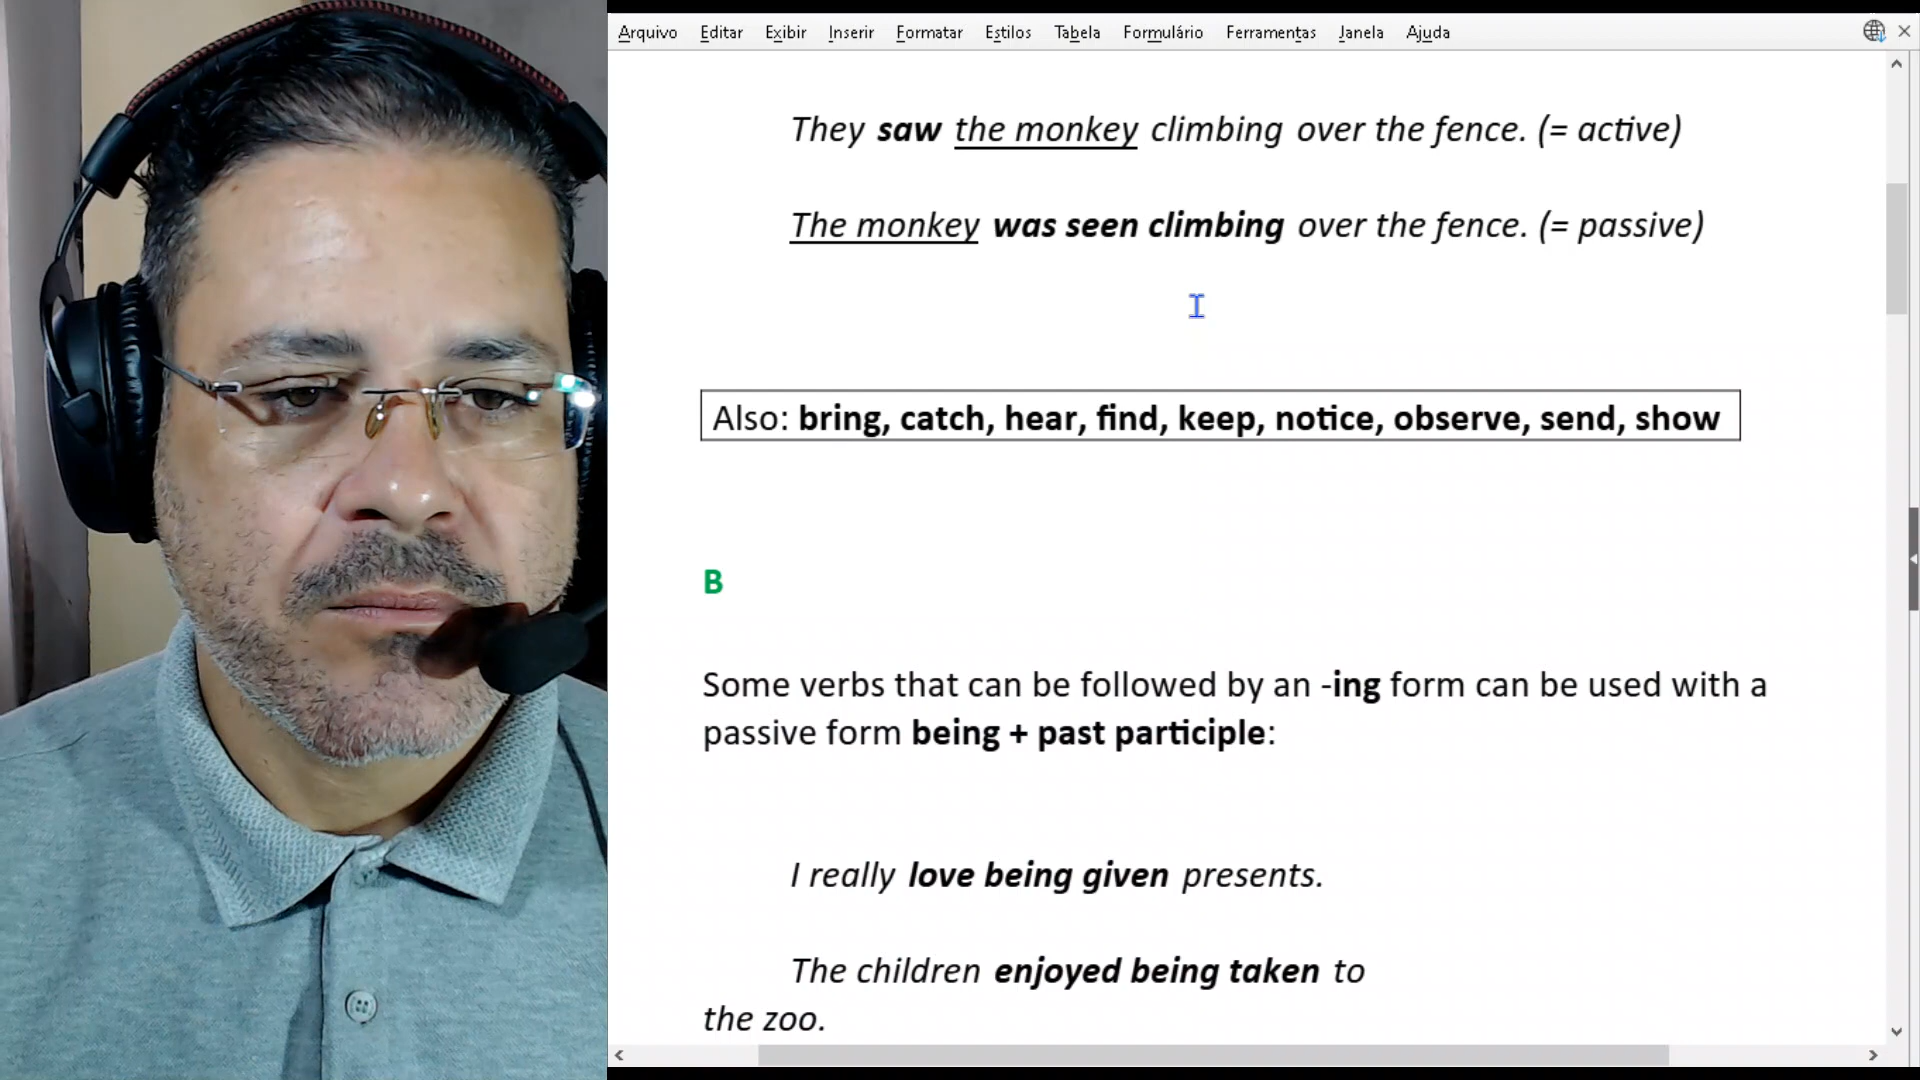 Arquivo Editar Exibir Inserir Formatar Estilos Tabela Formulário Ferramentas Janela Ajuda
They saw the monkey climbing over the fence. (= active)
The monkey was seen climbing over the fence. (= passive)
Also: bring, catch, hear, find, keep, notice, observe, send, show
B
Some verbs that can be followed by an -ing form can be used with a
passive form being + past participle:
I really love being given presents.
The children enjoyed being taken to
the zoo.